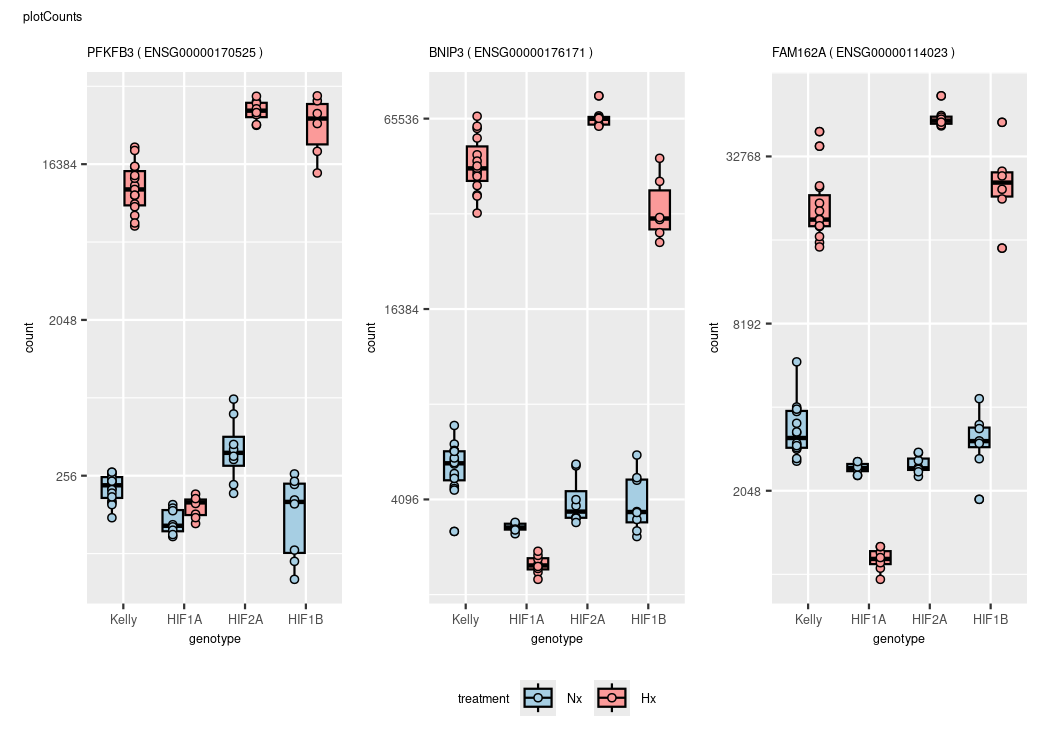 plotCounts
PFKFB3 ( ENSG00000170525 )
count
16384
2048
256
Kelly HIF1A HIF2A HIF1B
genotype
BNIP3 ( ENSG00000176171 )
count
65536
16384
4096
Kelly HIF1A HIF2A HIF1B
genotype
FAM162A ( ENSG00000114023 )
count
32768
8192
2048
Kelly HIF1A HIF2A HIF1B
genotype
treatment Nx Hx